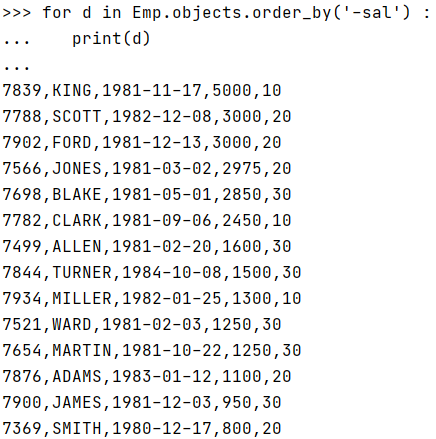 >>> for d in Emp.objects.order_by('-sal') :
...    print(d)
...
7839,KING,1981-11-17,5000,10
7788,SCOTT,1982-12-08,3000,20
7902,FORD,1981-12-13,3000,20
7566,JONES,1981-03-02,2975,20
7698,BLAKE,1981-05-01,2850,30
7782,CLARK,1981-09-06,2450,10
7499,ALLEN,1981-02-20,1600,30
7844,TURNER,1984-10-08,1500,30
7934,MILLER,1982-01-25,1300,10
7521,WARD,1981-02-03,1250,30
7654,MARTIN,1981-10-22,1250,30
7876,ADAMS,1983-01-12,1100,20
7900,JAMES,1981-12-03,950,30
7369,SMITH,1980-12-17,800,20